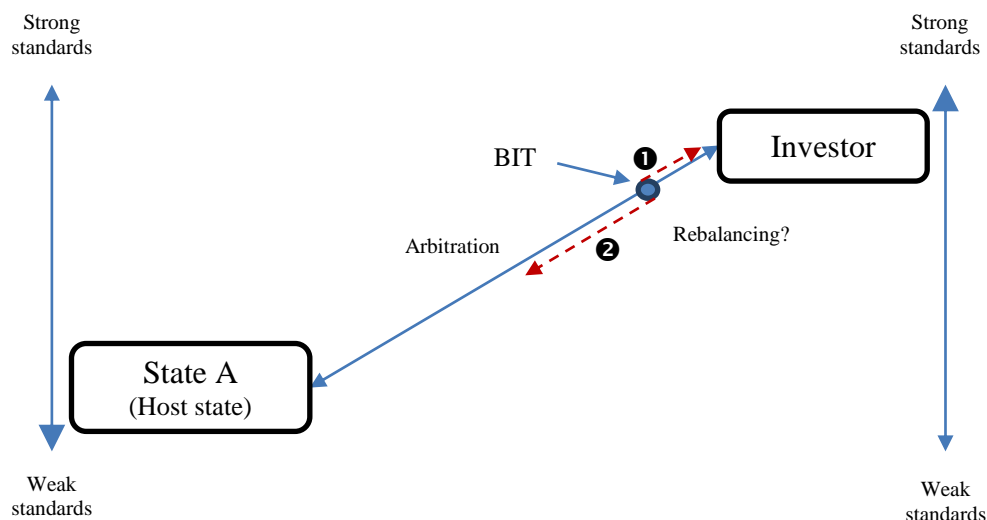 Strong
standards
Strong
standards
Investor
BIT
❶
Rebalancing?
Arbitration
❷
State A
(Host state)
Weak
standards
Weak
standards